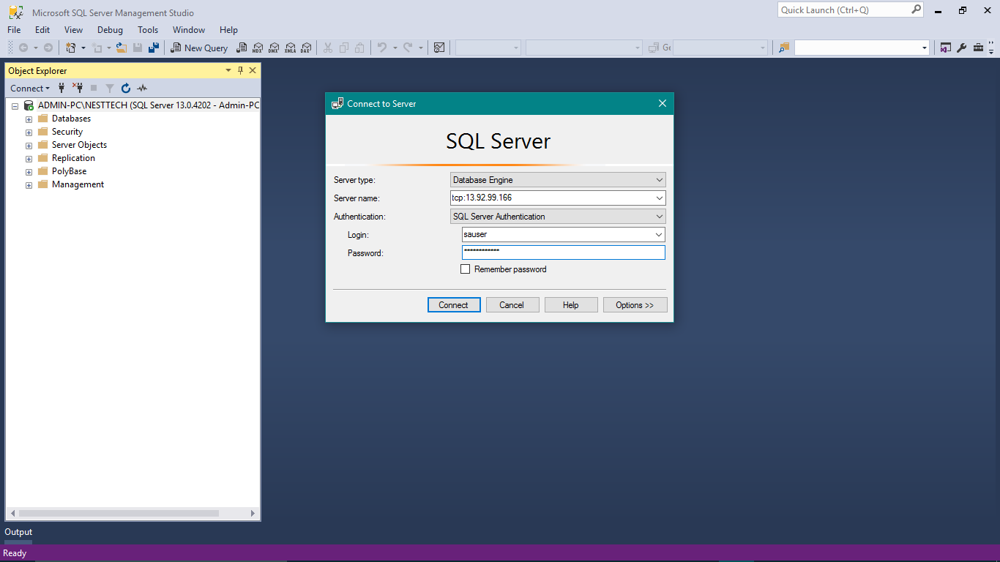 Microsoft SQL Server Management Studio
Quick Launch (Ctrl+Q)
File Edit View Debug Tools Window Help
New Query MDX DMX XMLA DAX Ge
Object Explorer
Connect
ADMIN-PC\NESTTECH (SQL Server 13.0.4202 - Admin-PC
Databases
Security
Server Objects
Replication
PolyBase
Management
Connect to Server
SQL Server
Server type: Database Engine
Server name: tcp:13.92.99.166
Authentication: SQL Server Authentication
Login: sauser
Password: ************
Remember password
Connect Cancel Help Options >>
Output
Ready